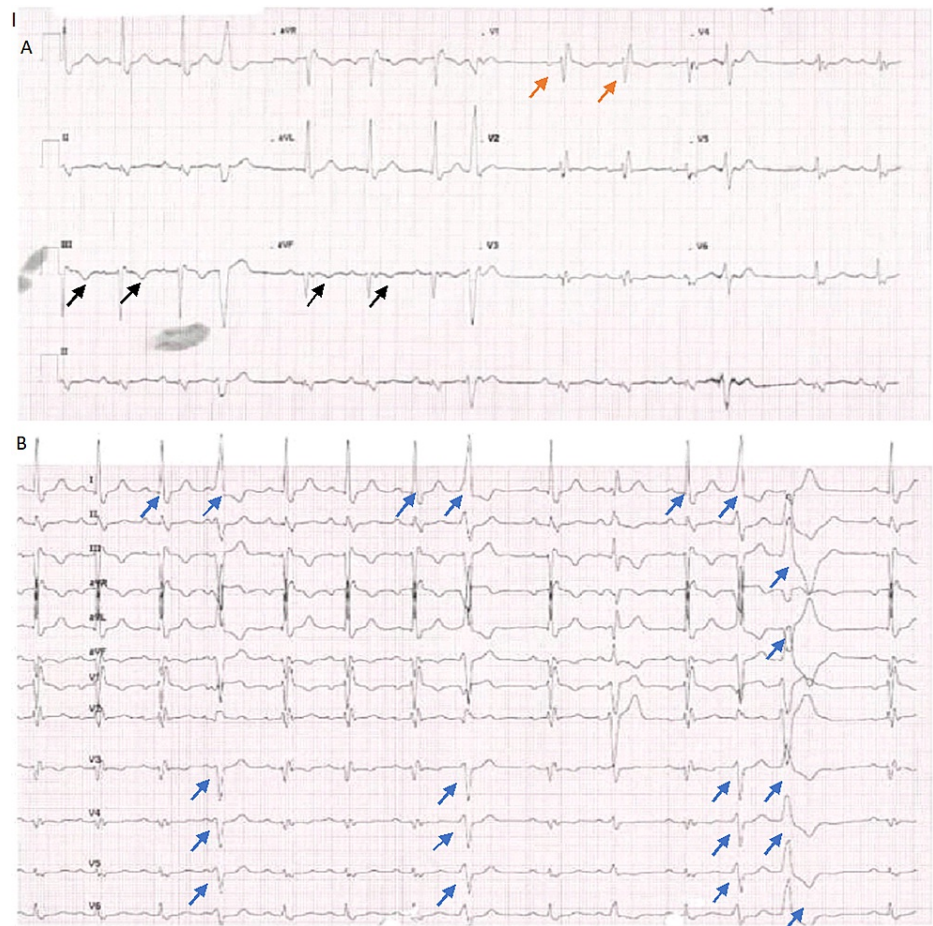 I
A
I aVR V1 V4
II aVL V2 V5
III aVF V3 V6
II
B
I
II
III
aVR
aVL
aVF
V1
V2
V3
V4
V5
V6